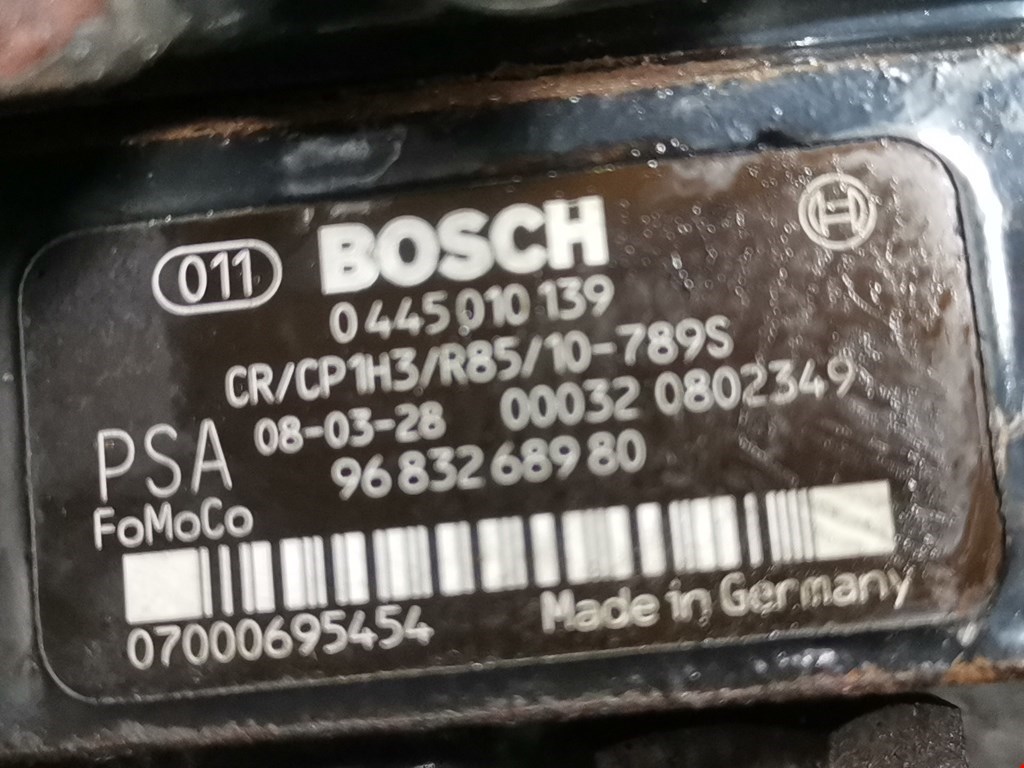 011 BOSCH
0 445 010 139
CR/CP1H3/R85/10-789S
08-03-28 00032 0802349
PSA 96 832 689 80
FoMoCo
07000695454 Made in Germany